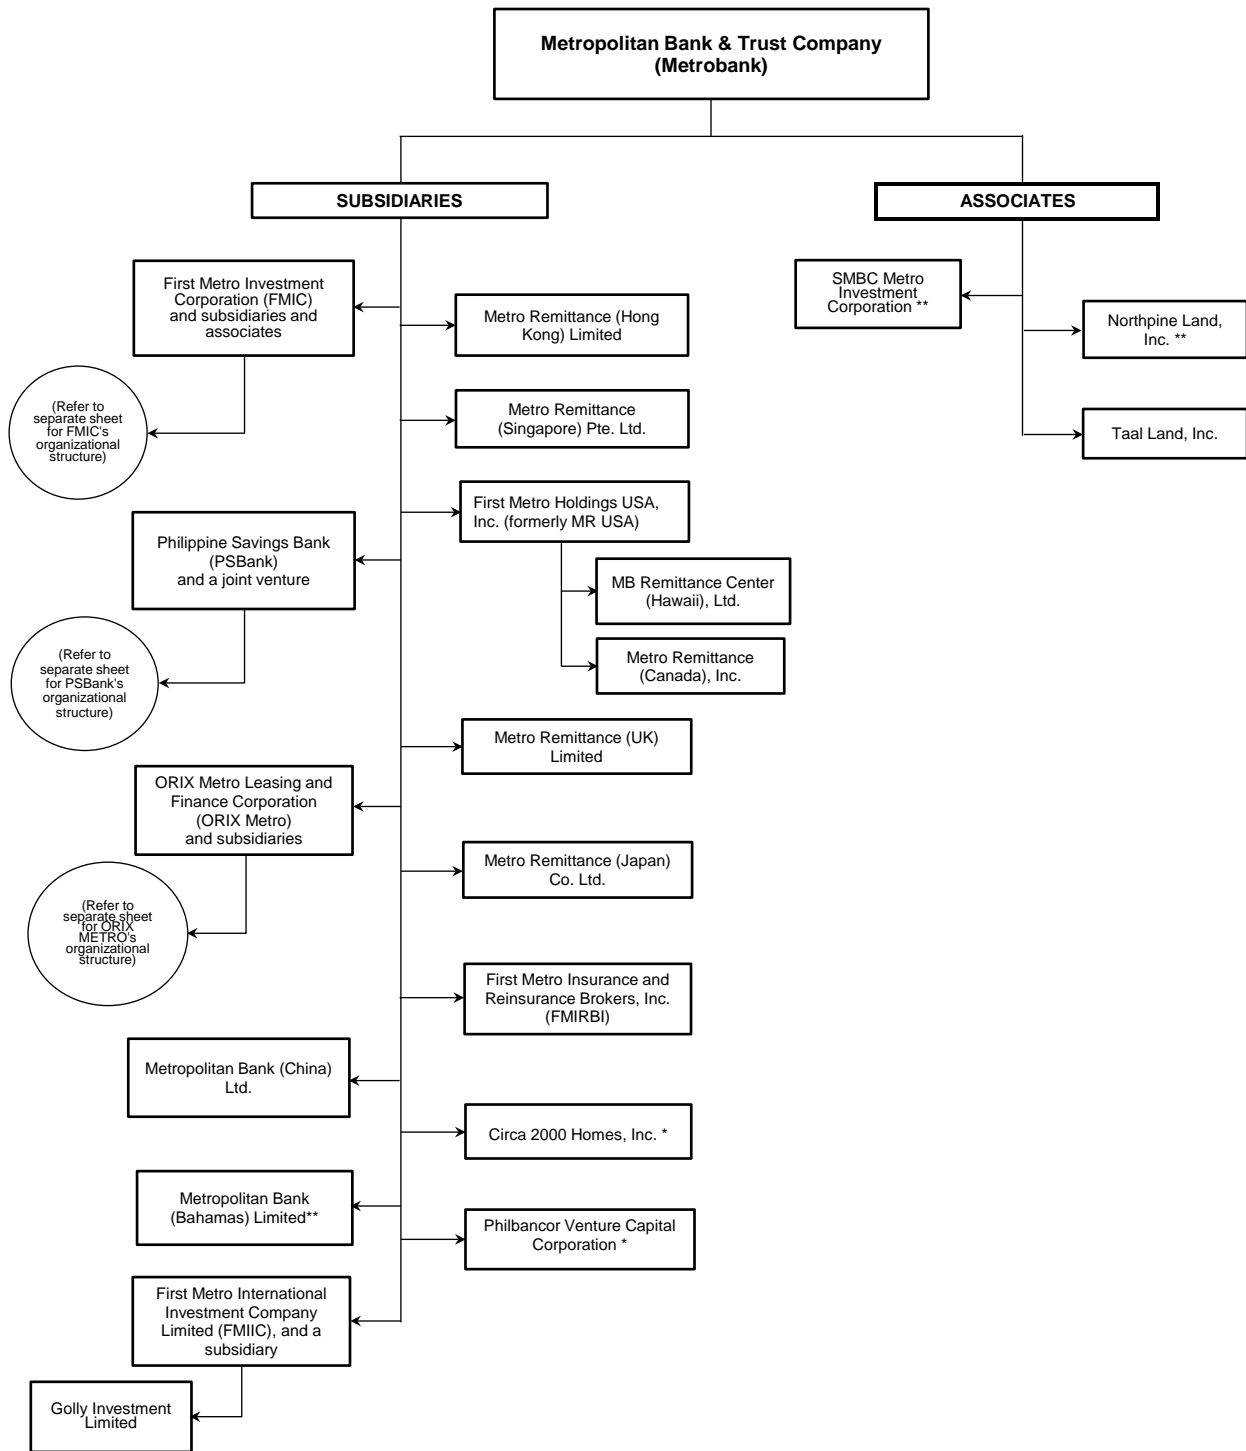 Metropolitan Bank & Trust Company
(Metrobank)
SUBSIDIARIES
ASSOCIATES
First Metro Investment
Corporation (FMIC)
and subsidiaries and
associates
(Refer to
separate sheet
for FMIC's
organizational
structure)
Philippine Savings Bank
(PSBank)
and a joint venture
(Refer to
separate sheet
for PSBank's
organizational
structure)
ORIX Metro Leasing and
Finance Corporation
(ORIX Metro)
and subsidiaries
(Refer to
separate sheet
for ORIX
METRO's
organizational
structure)
Metropolitan Bank (China)
Ltd.
Metropolitan Bank
(Bahamas) Limited**
First Metro International
Investment Company
Limited (FMIIC), and a
subsidiary
Golly Investment
Limited
Metro Remittance (Hong
Kong) Limited
Metro Remittance
(Singapore) Pte. Ltd.
First Metro Holdings USA,
Inc. (formerly MR USA)
MB Remittance Center
(Hawaii), Ltd.
Metro Remittance
(Canada), Inc.
Metro Remittance (UK)
Limited
Metro Remittance (Japan)
Co. Ltd.
First Metro Insurance and
Reinsurance Brokers, Inc.
(FMIRBI)
Circa 2000 Homes, Inc. *
Philbancor Venture Capital
Corporation *
SMBC Metro
Investment
Corporation **
Northpine Land,
Inc. **
Taal Land, Inc.